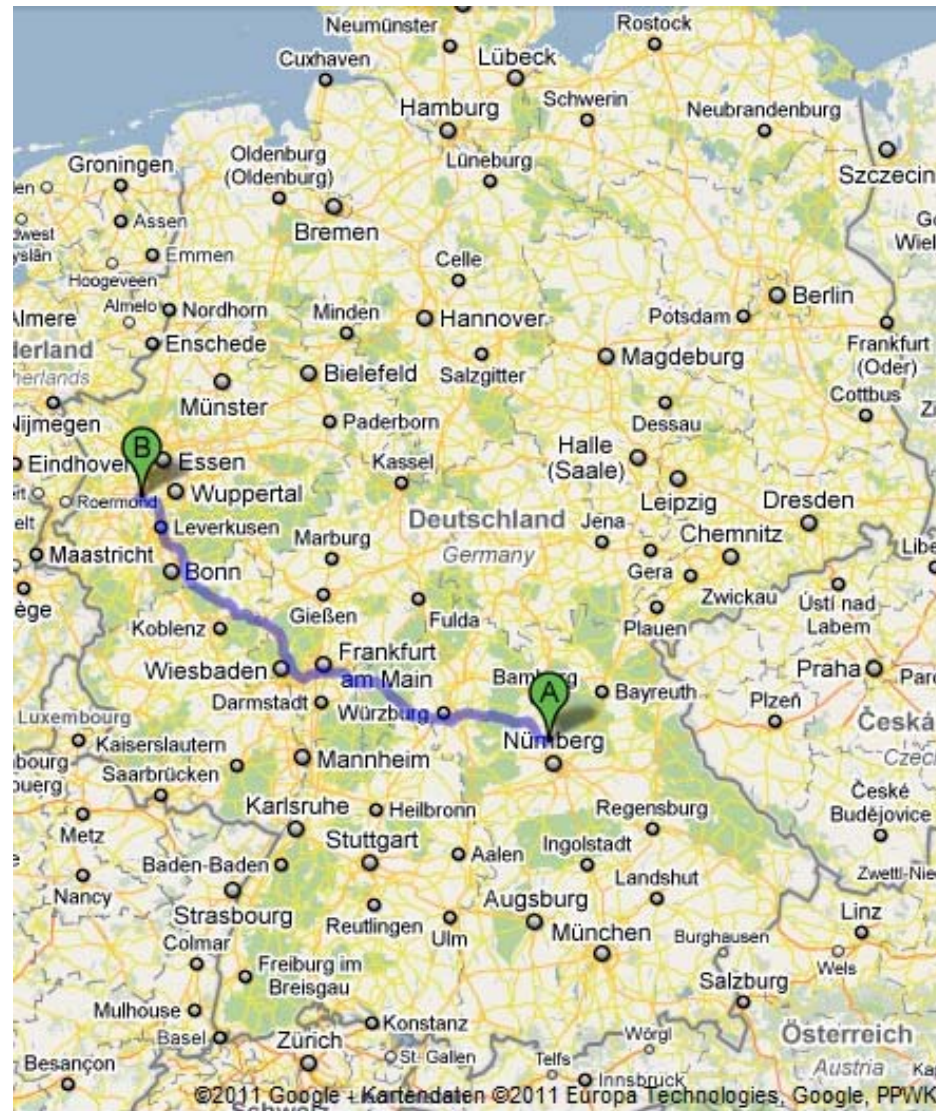 Neumünster
Rostock
Cuxhaven
Lübeck
Schwerin
Hamburg
Neubrandenburg
Groningen
Oldenburg
(Oldenburg)
Lüneburg
Szczecin
Assen
Bremen
Emmen
Celle
Hoogeveen
Almelo
Nordhorn
Minden
Hannover
Berlin
Potsdam
Almere
Enschede
Magdeburg
Frankfurt
(Oder)
Bielefeld
Salzgitter
Münster
Cottbus
Nijmegen
Paderborn
Dessau
B
Essen
Kassel
Halle
(Saale)
Eindhoven
Wuppertal
Leipzig
Roermond
Dresden
Leverkusen
Deutschland
Germany
Jena
Chemnitz
Maastricht
Marburg
Bonn
Gera
Zwickau
Gießen
Fulda
Ústí nad
Labem
Koblenz
Plauen
Wiesbaden
Frankfurt
am Main
Bamberg
A
Bayreuth
Praha
Plzeň
Darmstadt
Würzburg
Luxembourg
Kaiserslautern
Nürnberg
Česká
Mannheim
Saarbrücken
Karlsruhe
Heilbronn
Regensburg
České
Budějovice
Metz
Stuttgart
Ingolstadt
Baden-Baden
Aalen
Landshut
Nancy
Strasbourg
Reutlingen
Ulm
Augsburg
München
Linz
Colmar
Burghausen
Wels
Freiburg im
Breisgau
Salzburg
Mulhouse
Basel
Konstanz
Zürich
Wörgl
Österreich
Austria
Besançon
St. Gallen
Telfs
Innsbruck
©2011 Google - Kartendaten ©2011 Europa Technologies, Google, PPWK